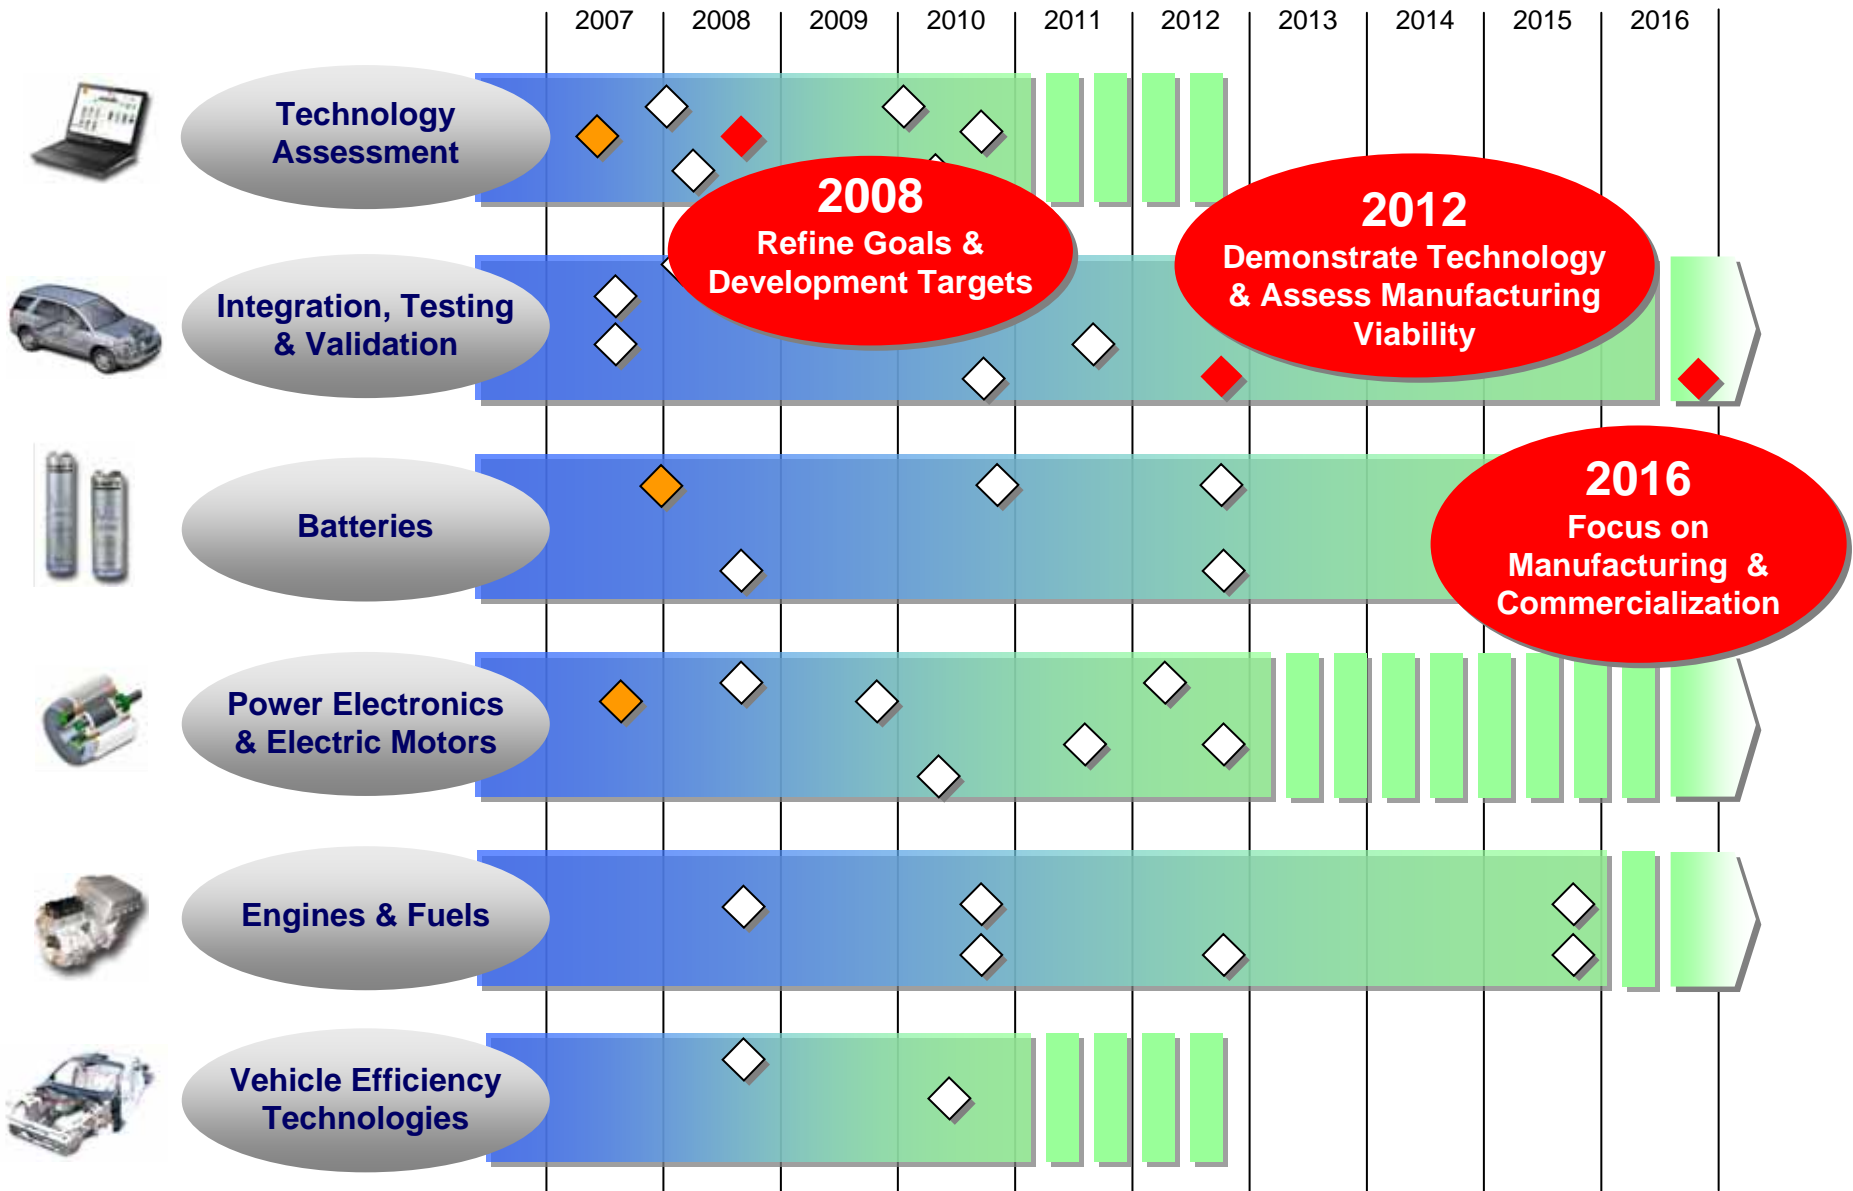 2007 2008 2009 2010 2011 2012 2013 2014 2015 2016
Technology
Assessment
2008
Refine Goals &
Development Targets
2012
Demonstrate Technology
& Assess Manufacturing
Viability
Integration, Testing
& Validation
Batteries
2016
Focus on
Manufacturing &
Commercialization
Power Electronics
& Electric Motors
Engines & Fuels
Vehicle Efficiency
Technologies